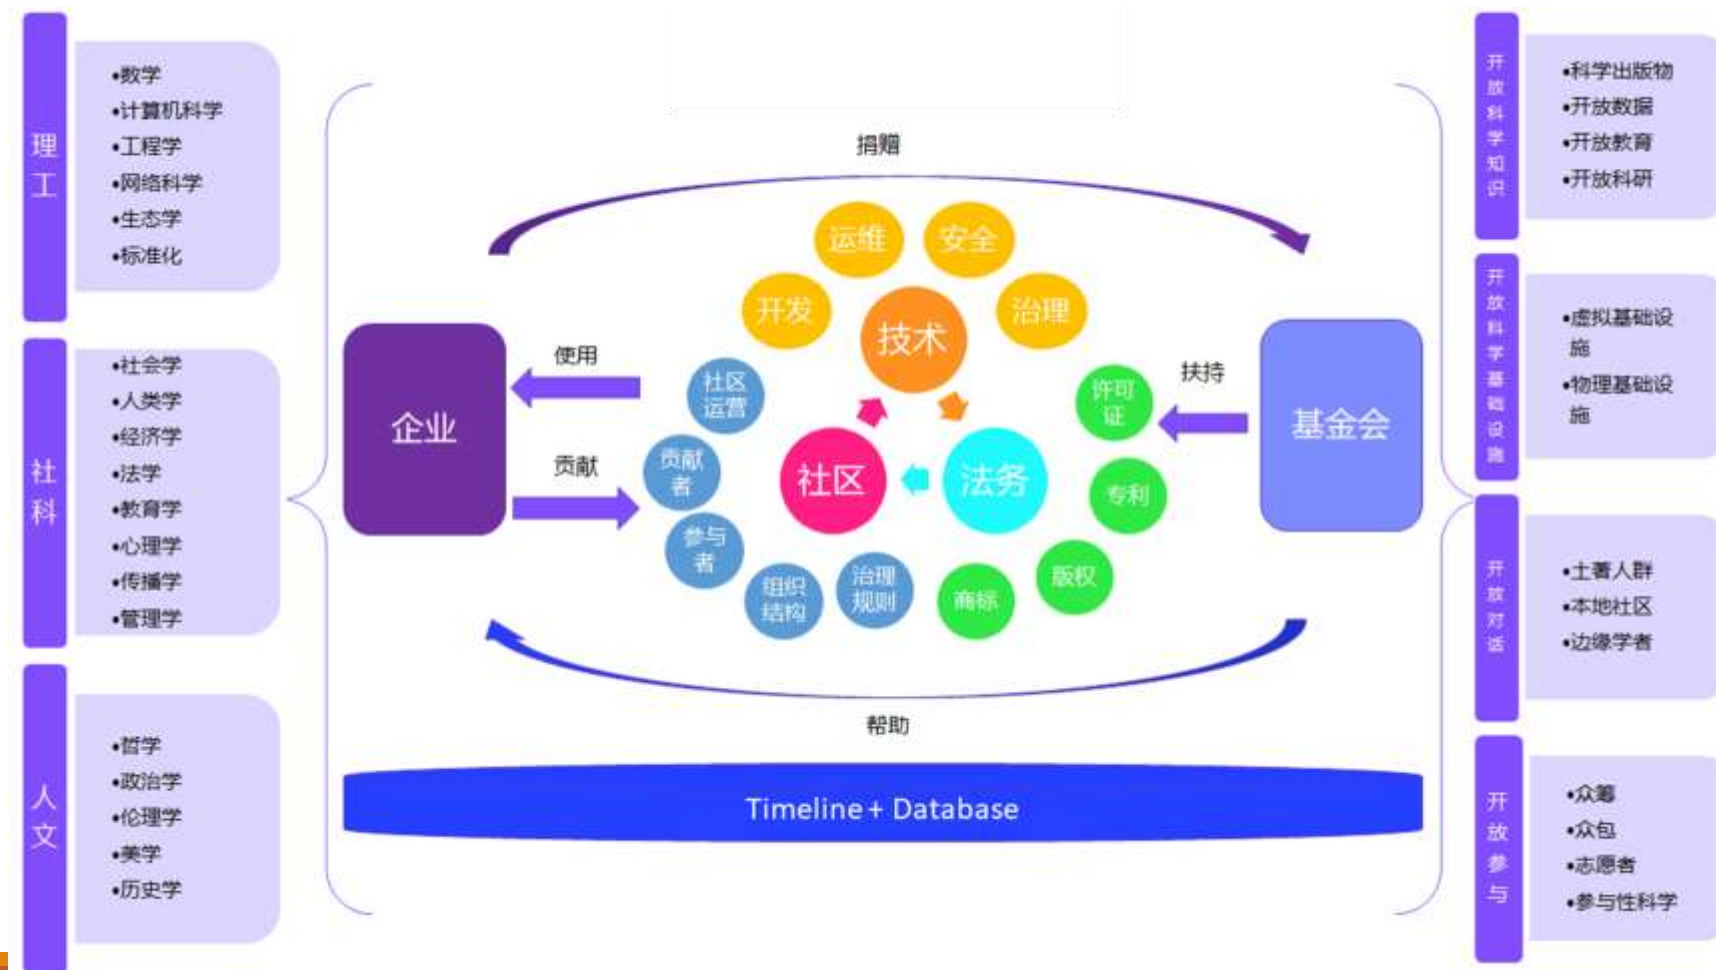 理工
•数学
•计算机科学
•工程学
•网络科学
•生态学
•标准化
社科
•社会学
•人类学
•经济学
•法学
•教育学
•心理学
•传播学
•管理学
人文
•哲学
•政治学
•伦理学
•美学
•历史学
捐赠
运维
安全
开发
治理
技术
企业
使用
贡献
社区
运营
贡献
者
参与
者
组织
结构
治理
规则
社区
法务
许可
证
专利
版权
商标
扶持
基金会
帮助
Timeline + Database
开放科学知识
•科学出版物
•开放数据
•开放教育
•开放科研
开放科学基础设施
•虚拟基础设
施
•物理基础设
施
开放对话
•土著人群
•本地社区
•边缘学者
开放参与
•众筹
•众包
•志愿者
•参与性科学